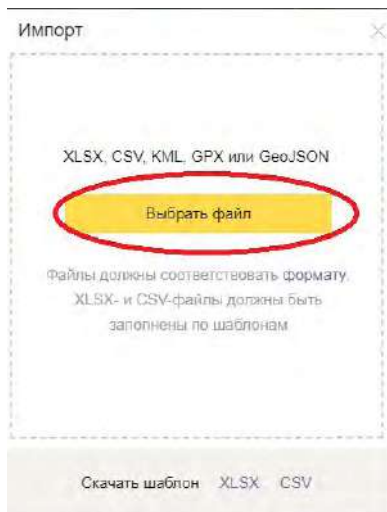 Импорт
XLSX, CSV, KML, GPX или GeoJSON
Выбрать файл
Файлы должны соответствовать формату.
XLSX- и CSV-файлы должны быть
заполнены по шаблонам
Скачать шаблон XLSX CSV